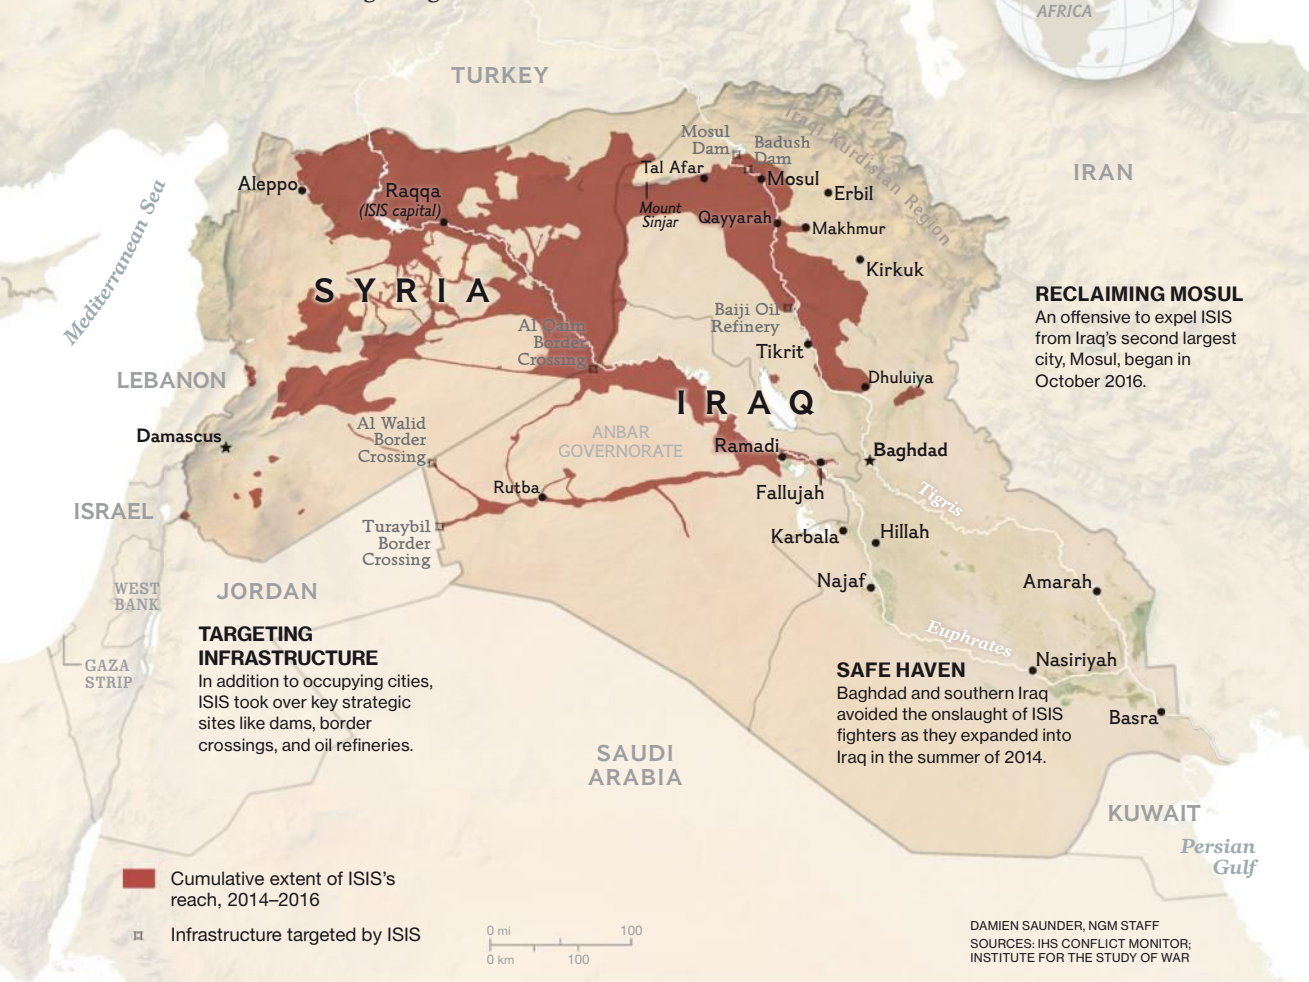 AFRICA
TURKEY
IRAN
Iraqi Kurdistan Region
Mosul
Dam
Badush
Dam
Tal Afar
Mosul
Erbil
Mount
Sinjar
Qayyarah
Makhmur
Kirkuk
Aleppo
Raqqa
(ISIS capital)
Mediterranean Sea
SYRIA
Al Qaim
Border
Crossing
Baiji Oil
Refinery
Tikrit
Dhuluiya
RECLAIMING MOSUL
An offensive to expel ISIS
from Iraq's second largest
city, Mosul, began in
October 2016.
LEBANON
IRAQ
Damascus
Al Walid
Border
Crossing
ANBAR
GOVERNORATE
Ramadi
Baghdad
Fallujah
Rutba
Tigris
ISRAEL
Turaybil
Border
Crossing
Karbala
Hillah
Najaf
Amarah
WEST
BANK
JORDAN
Euphrates
Nasiriyah
Basra
GAZA
STRIP
TARGETING
INFRASTRUCTURE
In addition to occupying cities,
ISIS took over key strategic
sites like dams, border
crossings, and oil refineries.
SAFE HAVEN
Baghdad and southern Iraq
avoided the onslaught of ISIS
fighters as they expanded into
Iraq in the summer of 2014.
SAUDI
ARABIA
KUWAIT
Persian
Gulf
Cumulative extent of ISIS's
reach, 2014–2016
Infrastructure targeted by ISIS
0 mi 100
0 km 100
DAMIEN SAUNDER, NGM STAFF
SOURCES: IHS CONFLICT MONITOR;
INSTITUTE FOR THE STUDY OF WAR